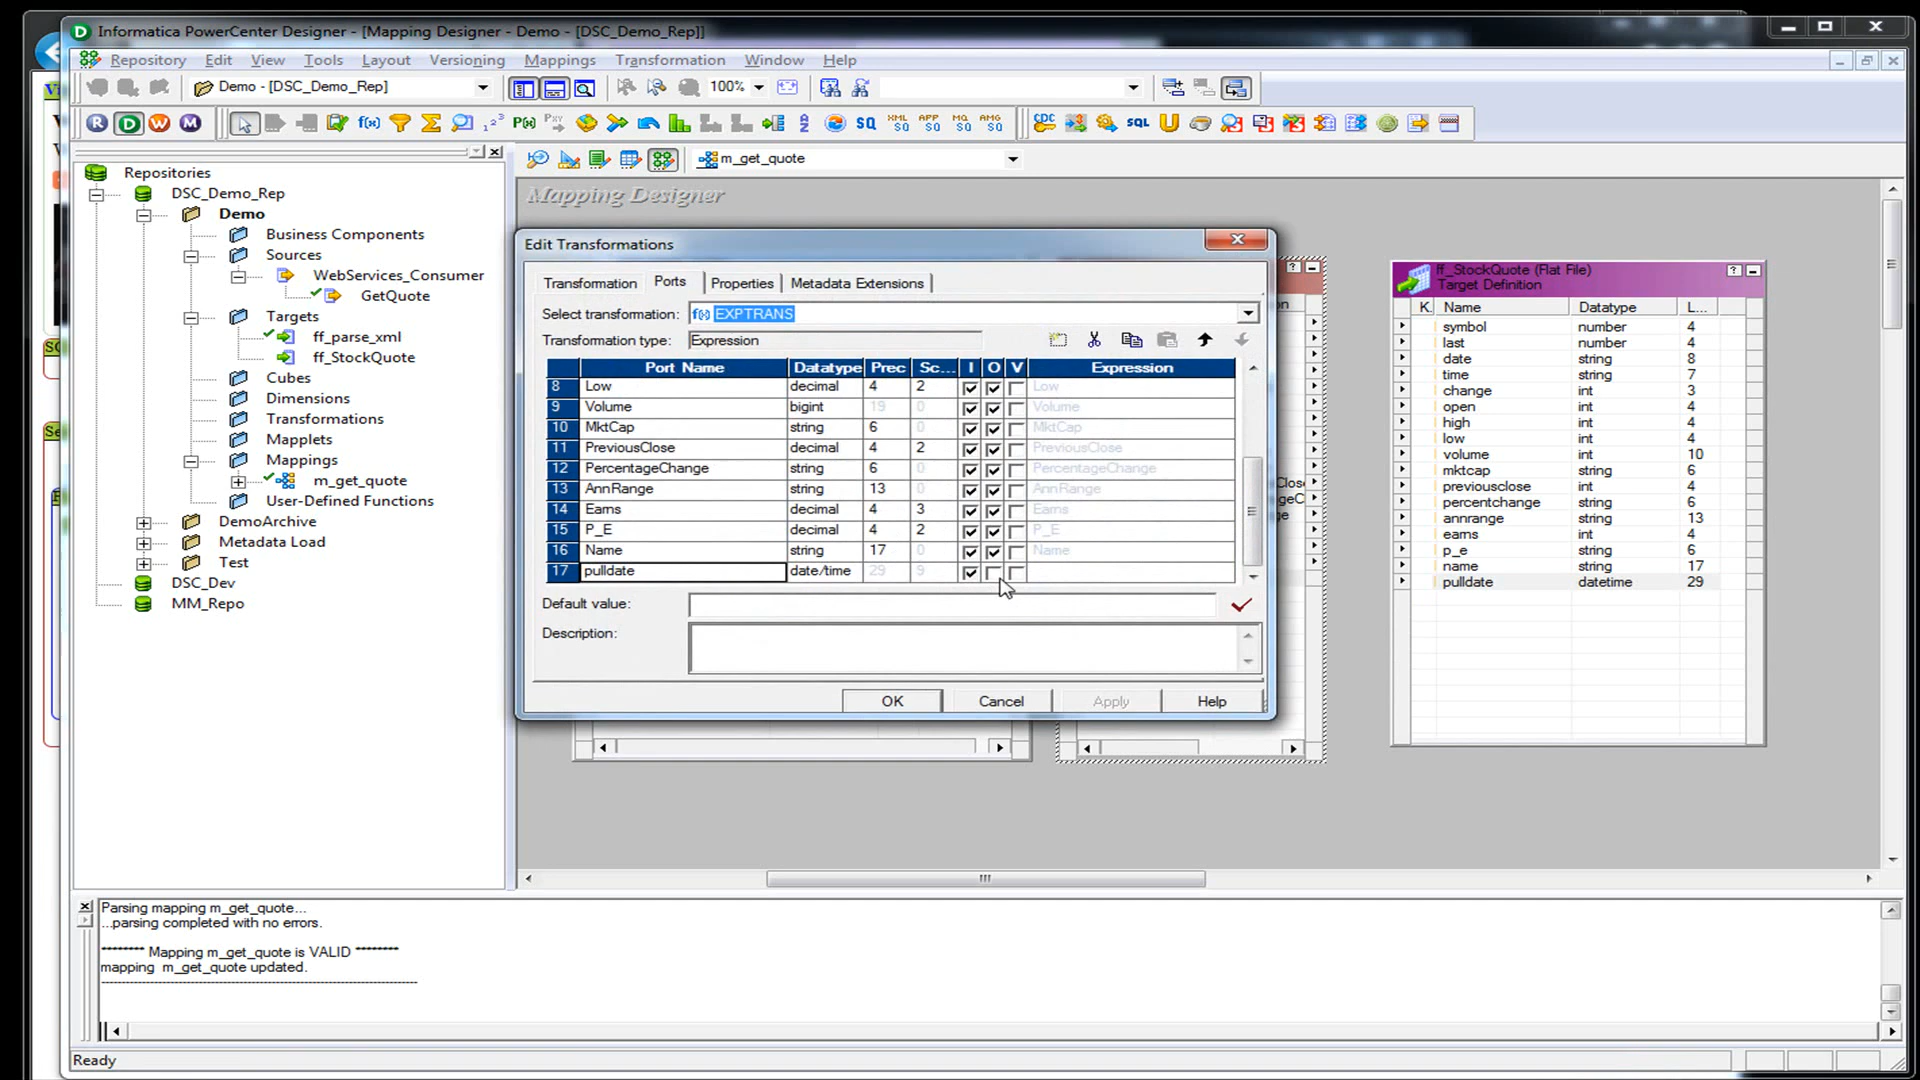 Informatica PowerCenter Designer - [Mapping Designer - Demo - [DSC_Demo_Rep]]
Repository Edit View Tools Layout Versioning Mappings Transformation Window Help
Demo - [DSC_Demo_Rep] 100%
m_get_quote
Repositories
DSC_Demo_Rep
Demo
Business Components
Sources
WebServices_Consumer
GetQuote
Targets
ff_parse_xml
ff_StockQuote
Cubes
Dimensions
Transformations
Mapplets
Mappings
m_get_quote
User-Defined Functions
DemoArchive
Metadata Load
Test
DSC_Dev
MM_Repo
Mapping Designer
Edit Transformations
Transformation Ports Properties Metadata Extensions
Select transformation: f(x) EXPTRANS
Transformation type: Expression
Port Name Datatype Prec Sc... I O V Expression
8 Low decimal 4 2 Low
9 Volume bigint 19 0 Volume
10 MktCap string 6 0 MktCap
11 PreviousClose decimal 4 2 PreviousClose
12 PercentageChange string 6 0 PercentageChange
13 AnnRange string 13 0 AnnRange
14 Earns decimal 4 3 Earns
15 P_E decimal 4 2 P_E
16 Name string 17 0 Name
17 pulldate date/time 29 9
Default value:
Description:
OK Cancel Apply Help
ff_StockQuote (Flat File)
Target Definition
K. Name Datatype L...
symbol number 4
last number 4
date string 8
time string 7
change int 3
open int 4
high int 4
low int 4
volume int 10
mktcap string 6
previousclose int 4
percentchange string 6
annrange string 13
earns int 4
p_e string 6
name string 17
pulldate datetime 29
Parsing mapping m_get_quote...
...parsing completed with no errors.
******** Mapping m_get_quote is VALID ********
mapping m_get_quote updated.
Ready